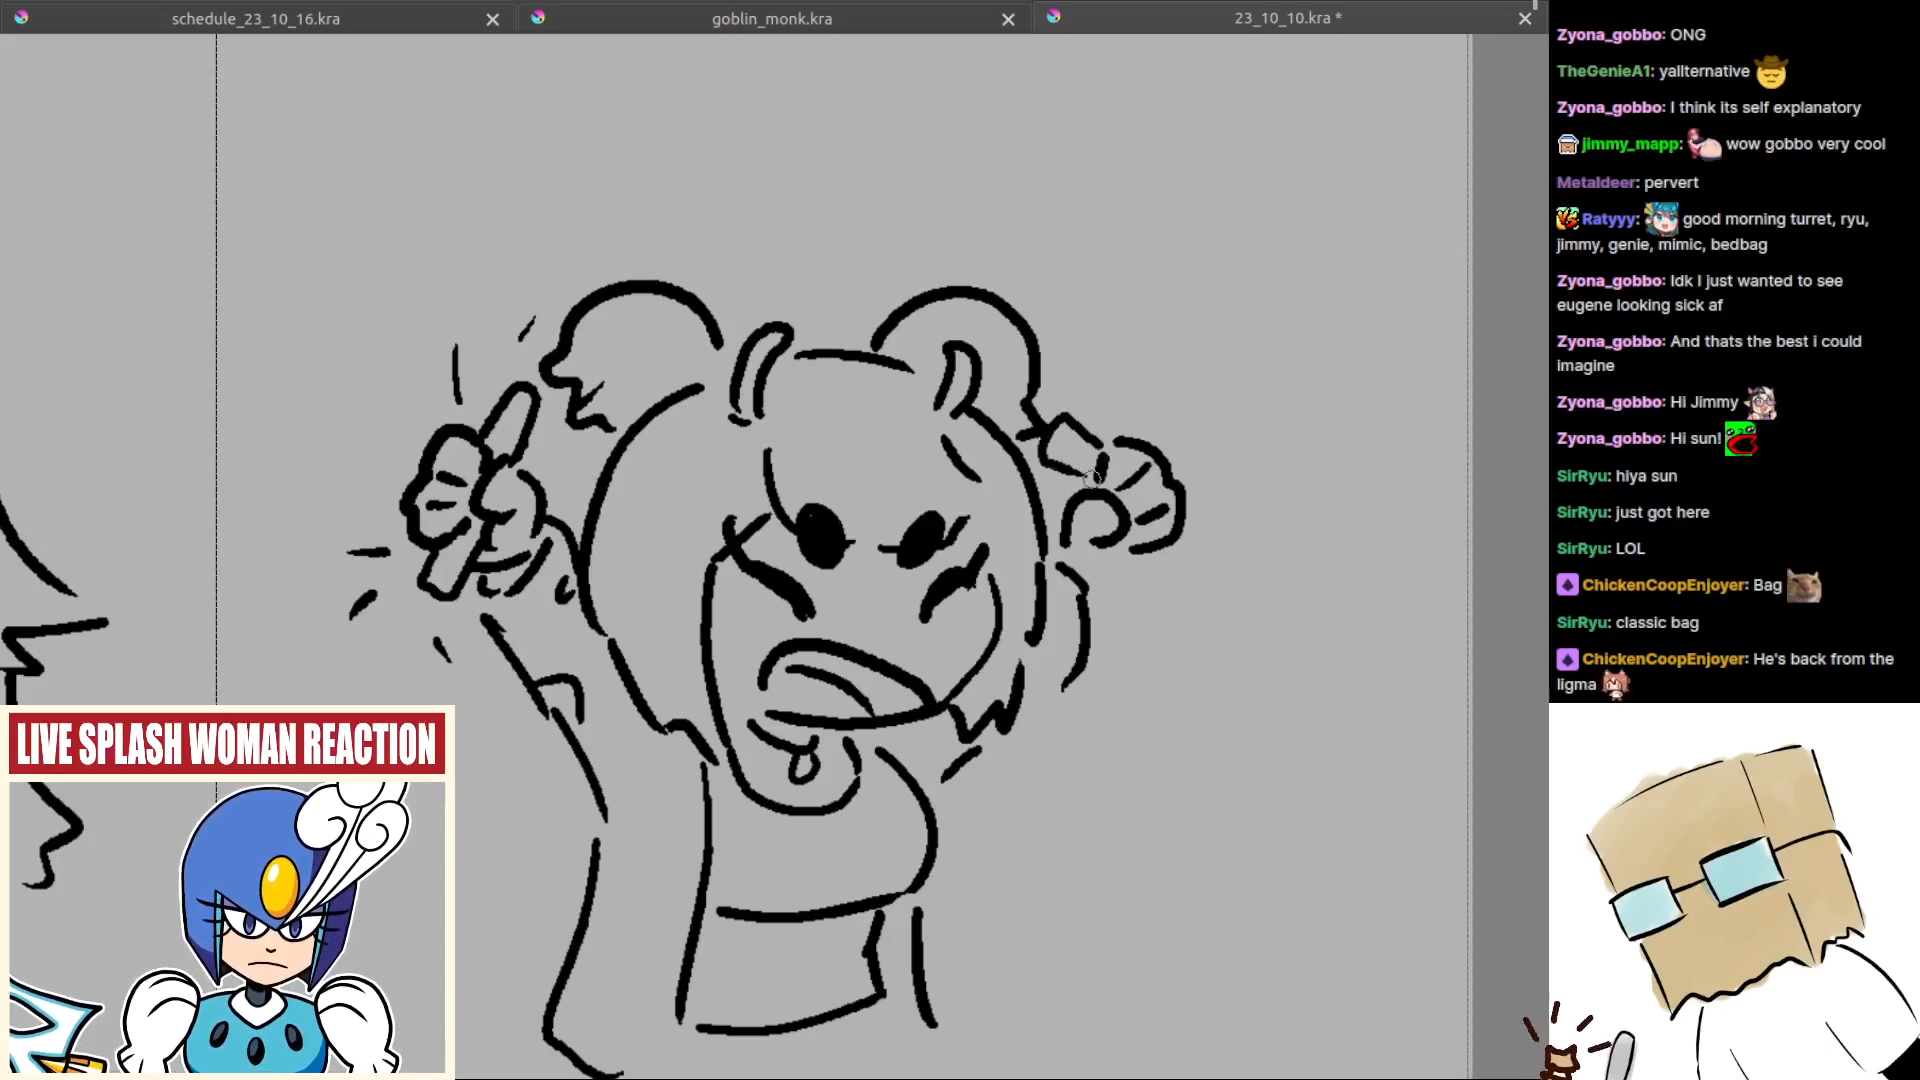 schedule_23_10_16.kra
goblin_monk.kra
23_10_10.kra *
Zyona_gobbo: ONG
TheGenieA1: yallternative
Zyona_gobbo: I think its self explanatory
jimmy_mapp: wow gobbo very cool
Metaldeer: pervert
VS Ratyyy: good morning turret, ryu,
jimmy, genie, mimic, bedbag
Zyona_gobbo: Idk I just wanted to see
eugene looking sick af
Zyona_gobbo: And thats the best i could
imagine
Zyona_gobbo: Hi Jimmy
Zyona_gobbo: Hi sun!
SirRyu: hiya sun
SirRyu: just got here
SirRyu: LOL
ChickenCoopEnjoyer: Bag
SirRyu: classic bag
ChickenCoopEnjoyer: He's back from the
ligma
LIVE SPLASH WOMAN REACTION